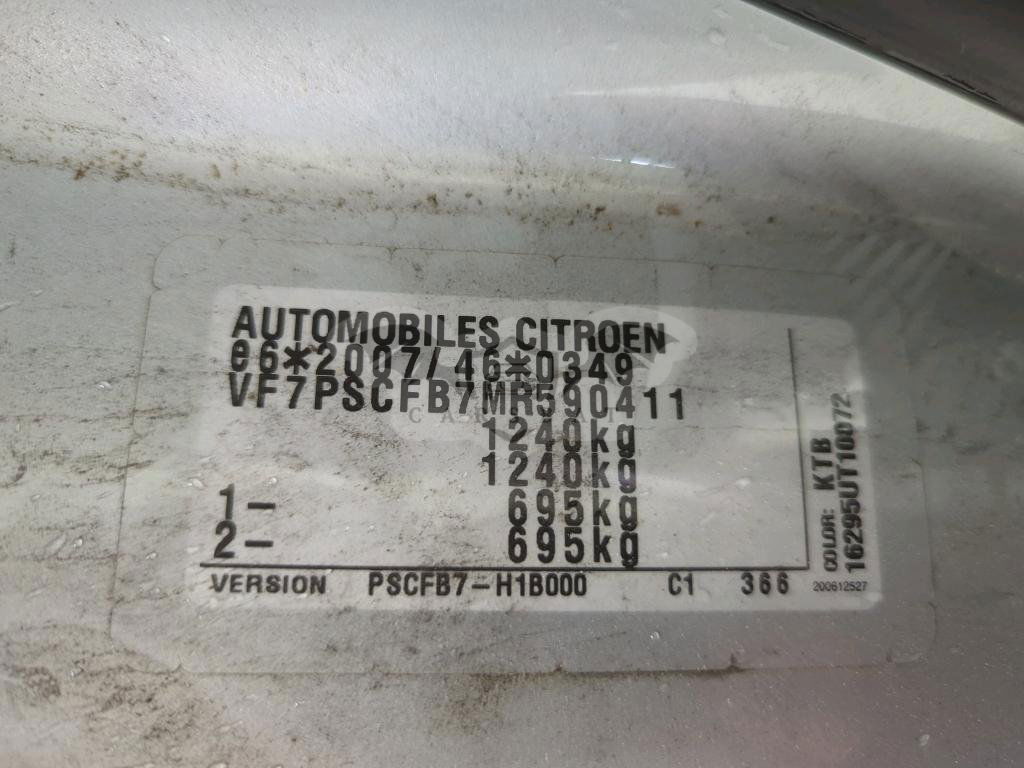 AUTOMOBILES CITROEN
e6*2007/46*0349
VF7PSCFB7MR590411
1240kg
1240kg
1- 695kg
2- 695kg
VERSION PSCFB7-H1B000 C1 366
COLOR: KTB
16295UT10072
200612527